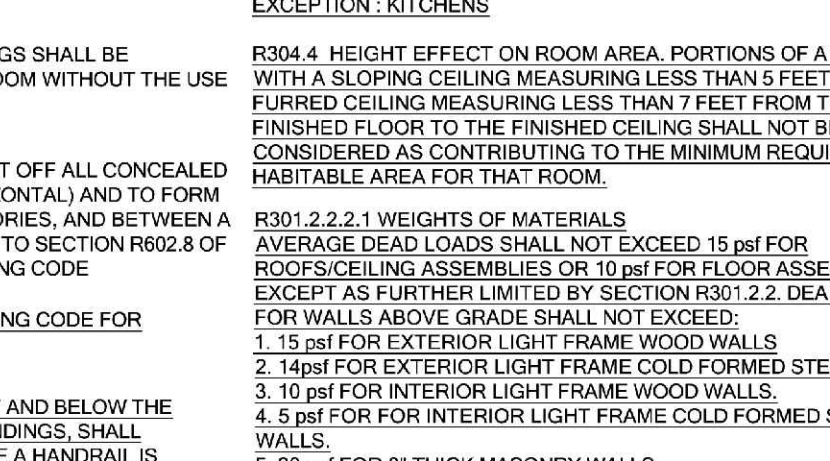 GS SHALL BE
OOM WITHOUT THE USE
T OFF ALL CONCEALED
ONTAL) AND TO FORM
ORIES, AND BETWEEN A
TO SECTION R602.8 OF
NG CODE
NG CODE FOR
AND BELOW THE
NDINGS, SHALL
A HANDRAIL IS
EXCEPTION : KITCHENS
R304.4 HEIGHT EFFECT ON ROOM AREA. PORTIONS OF A
WITH A SLOPING CEILING MEASURING LESS THAN 5 FEET
FURRED CEILING MEASURING LESS THAN 7 FEET FROM T
FINISHED FLOOR TO THE FINISHED CEILING SHALL NOT B
CONSIDERED AS CONTRIBUTING TO THE MINIMUM REQUI
HABITABLE AREA FOR THAT ROOM.
R301.2.2.2.1 WEIGHTS OF MATERIALS
AVERAGE DEAD LOADS SHALL NOT EXCEED 15 psf FOR
ROOFS/CEILING ASSEMBLIES OR 10 psf FOR FLOOR ASSE
EXCEPT AS FURTHER LIMITED BY SECTION R301.2.2. DEA
FOR WALLS ABOVE GRADE SHALL NOT EXCEED:
1. 15 psf FOR EXTERIOR LIGHT FRAME WOOD WALLS
2. 14psf FOR EXTERIOR LIGHT FRAME COLD FORMED STE
3. 10 psf FOR INTERIOR LIGHT FRAME WOOD WALLS.
4. 5 psf FOR FOR INTERIOR LIGHT FRAME COLD FORMED S
WALLS.